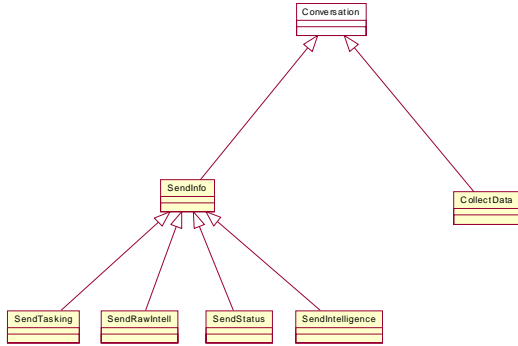 Conversation
SendInfo
CollectData
SendTasking
SendRawIntell
SendStatus
SendIntelligence